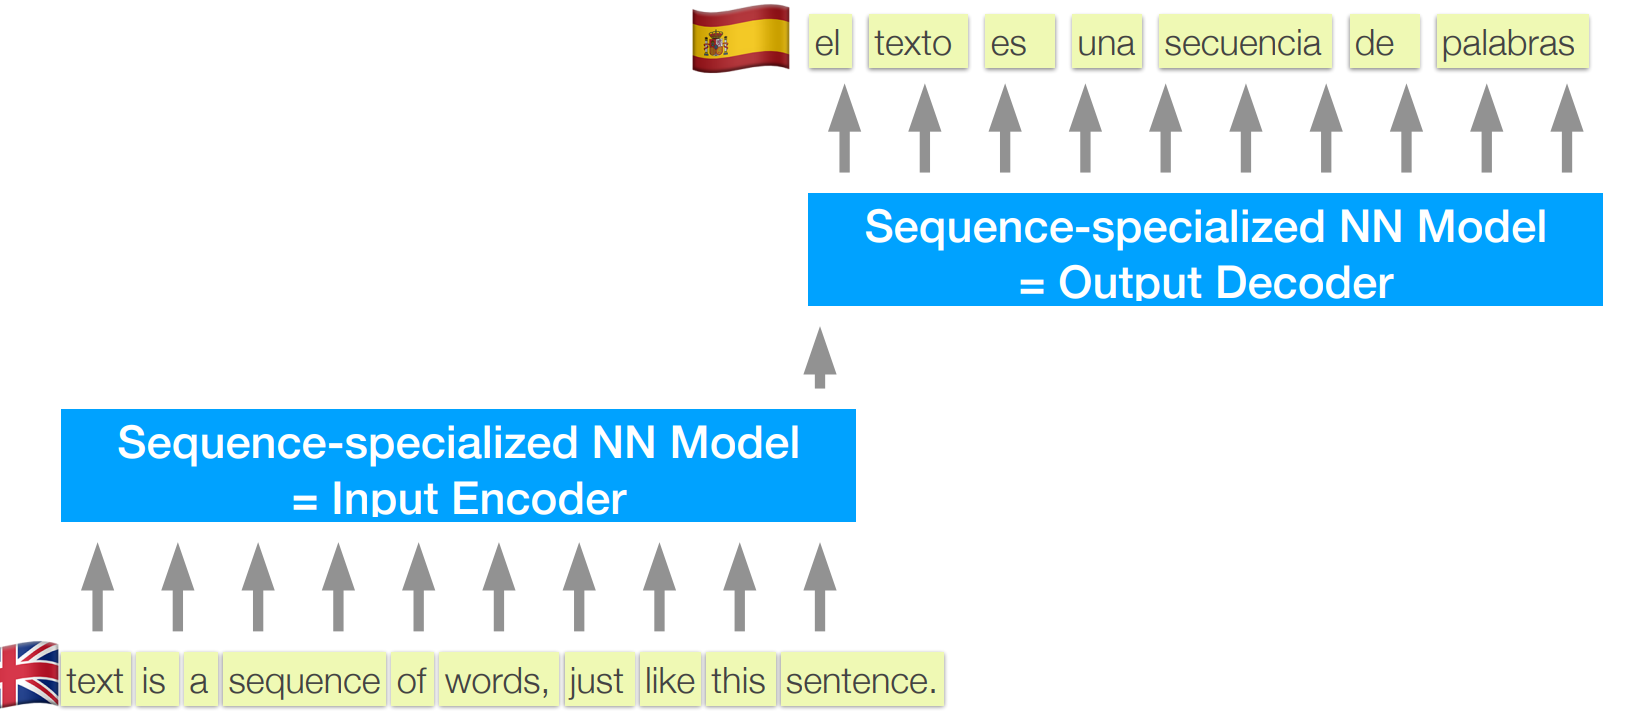 el texto es una secuencia de palabras
Sequence-specialized NN Model
= Output Decoder
Sequence-specialized NN Model
= Input Encoder
text is a sequence of words, just like this sentence.